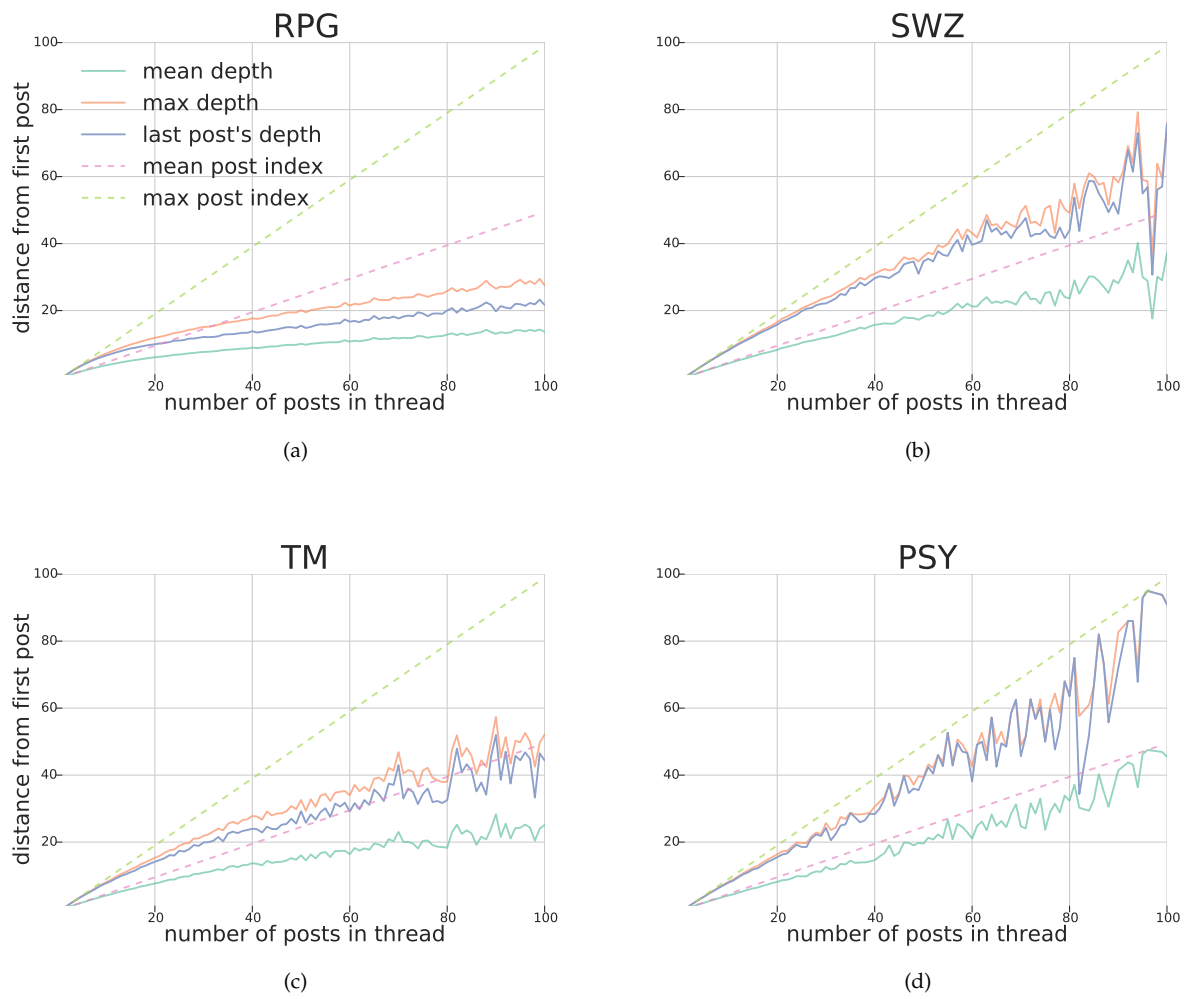 RPG
100
80
60
40
20
distance from first post
mean depth
max depth
last post's depth
mean post index
max post index
20 40 60 80 100
number of posts in thread
(a)
SWZ
100
80
60
40
20
20 40 60 80 100
number of posts in thread
(b)
TM
100
80
60
40
20
distance from first post
20 40 60 80 100
number of posts in thread
(c)
PSY
100
80
60
40
20
20 40 60 80 100
number of posts in thread
(d)